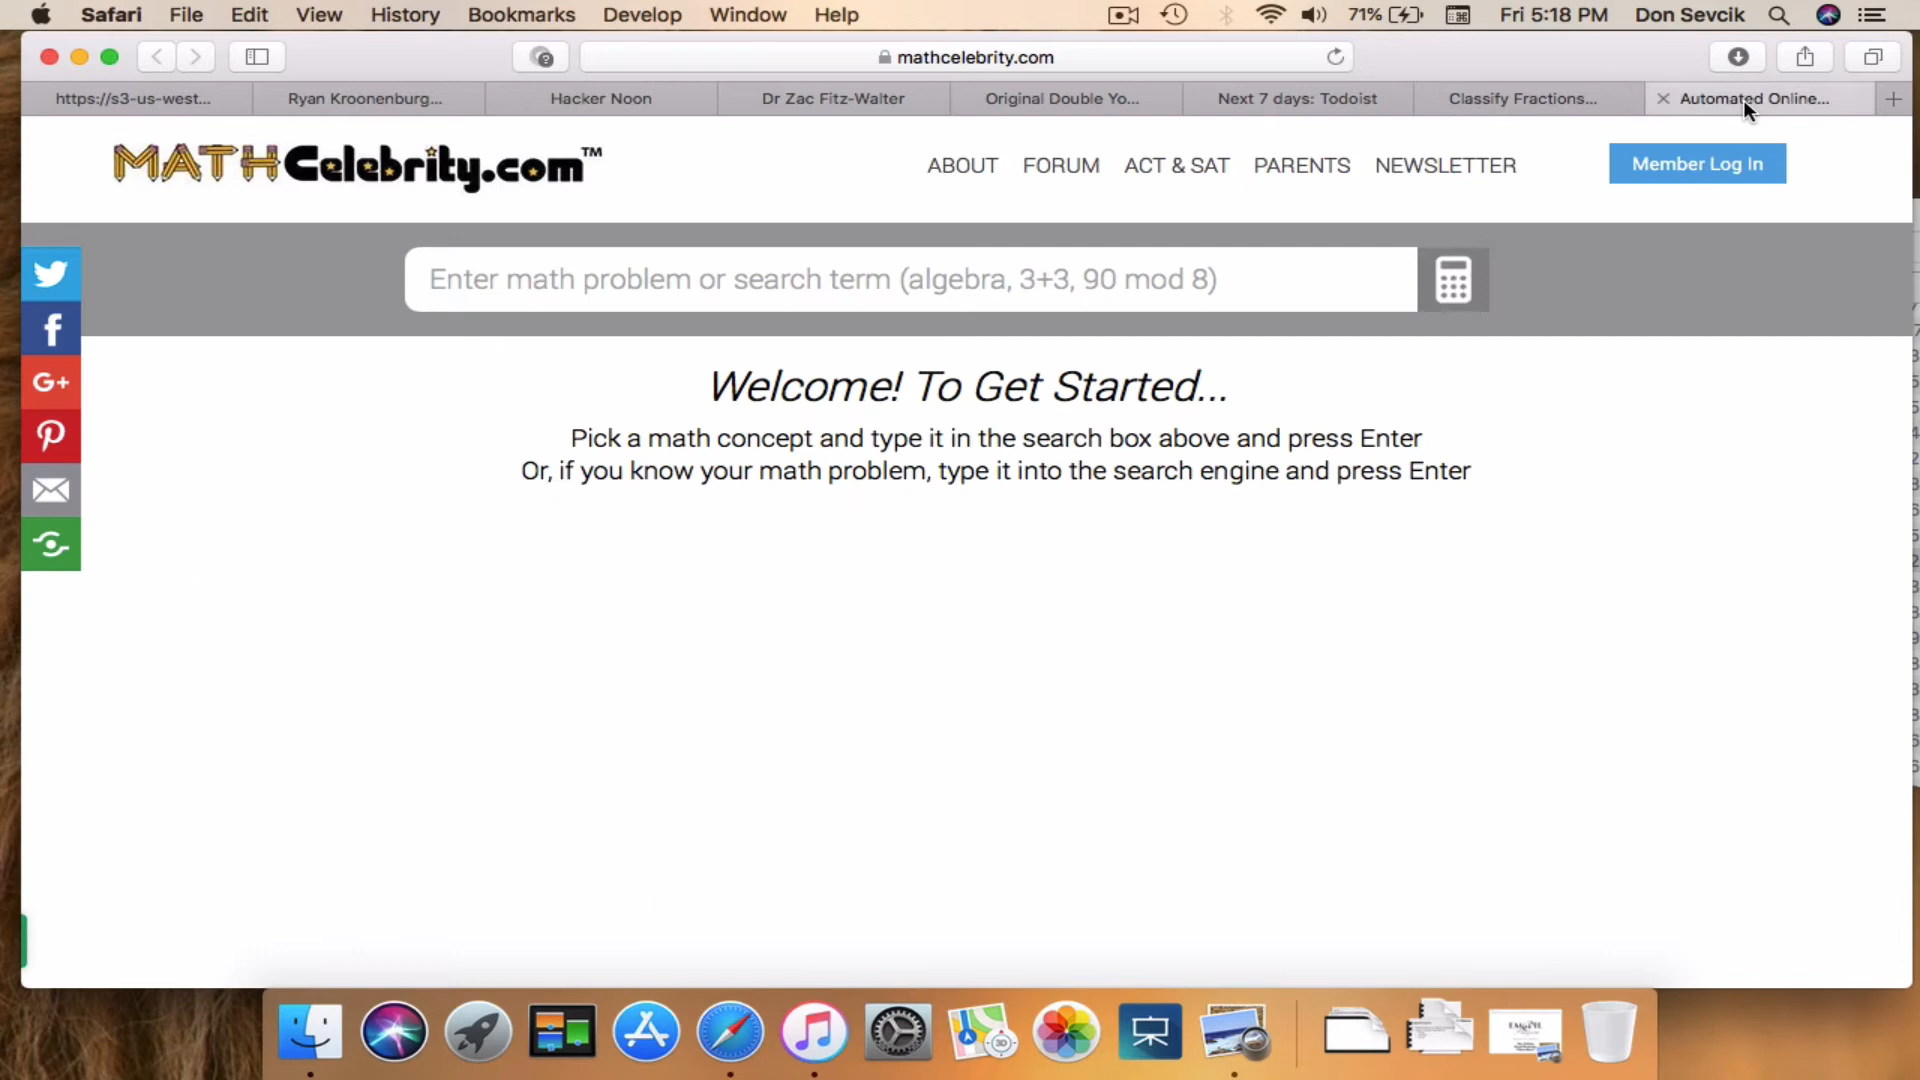 Safari File Edit View History Bookmarks Develop Window Help 71% Fri 5:18 PM Don Sevcik
mathcelebrity.com
https://s3-us-west... Ryan Kroonenburg... Hacker Noon Dr Zac Fitz-Walter Original Double Yo... Next 7 days: Todoist Classify Fractions... Automated Online...
MATHCelebrity.com™ ABOUT FORUM ACT & SAT PARENTS NEWSLETTER Member Log In
Enter math problem or search term (algebra, 3+3, 90 mod 8)
Welcome! To Get Started...
Pick a math concept and type it in the search box above and press Enter
Or, if you know your math problem, type it into the search engine and press Enter
G+